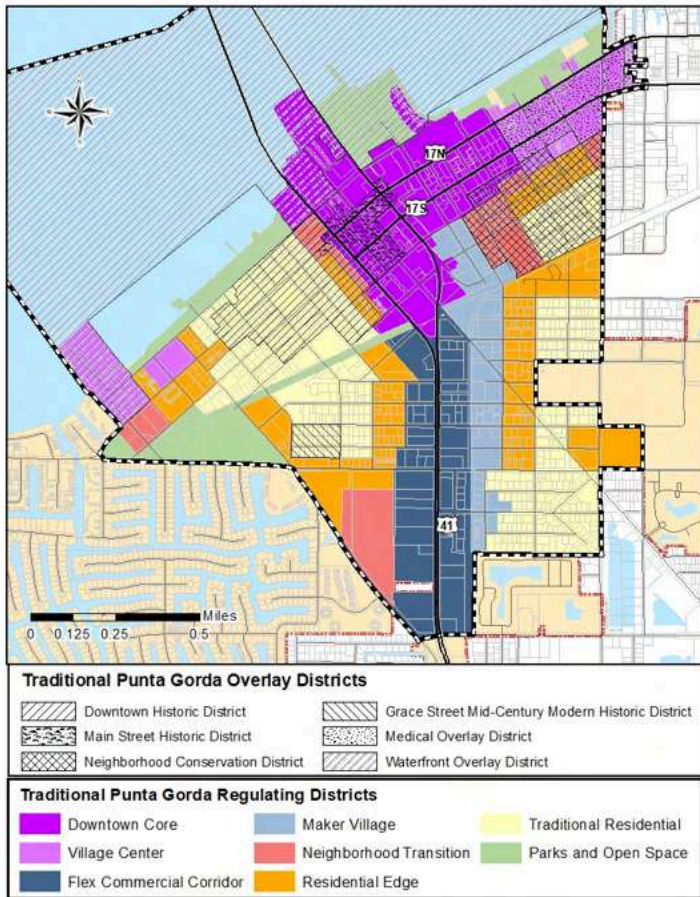 17N
17S
41
Miles
0 0.125 0.25 0.5
Traditional Punta Gorda Overlay Districts
Downtown Historic District
Grace Street Mid-Century Modern Historic District
Main Street Historic District
Medical Overlay District
Neighborhood Conservation District
Waterfront Overlay District
Traditional Punta Gorda Regulating Districts
Downtown Core
Maker Village
Traditional Residential
Village Center
Neighborhood Transition
Parks and Open Space
Flex Commercial Corridor
Residential Edge